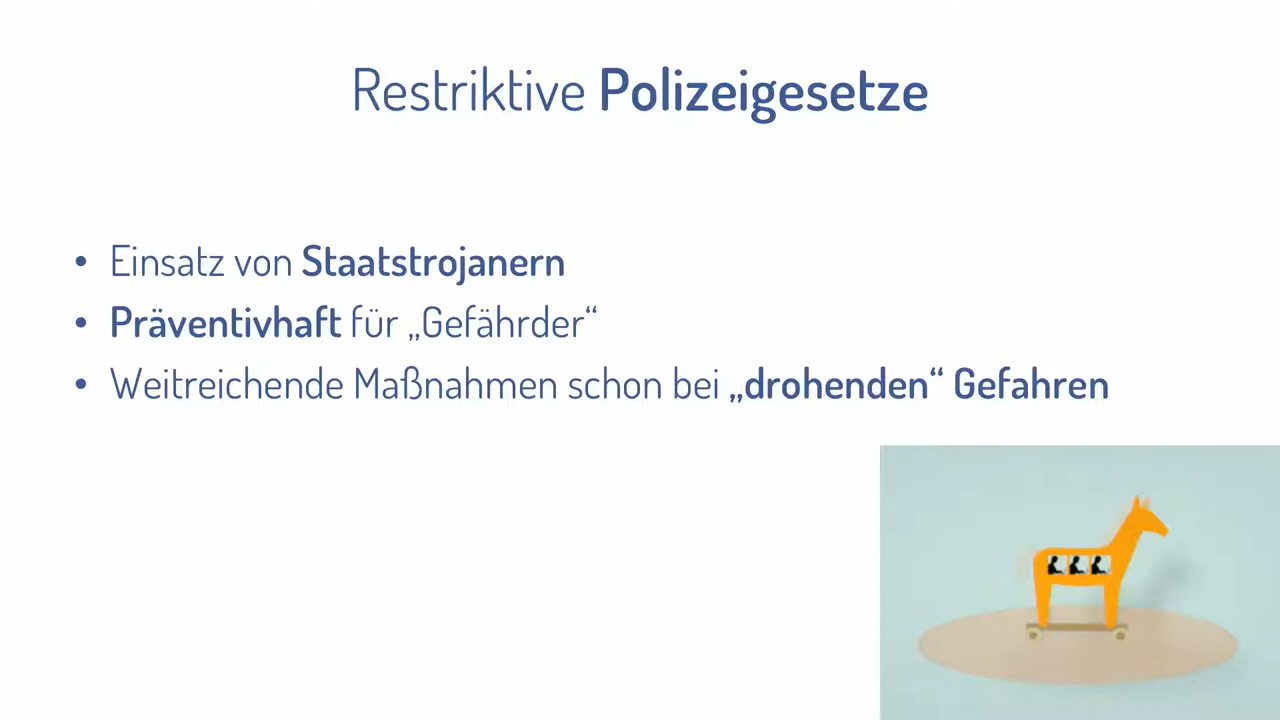 Restriktive Polizeigesetze
• Einsatz von Staatstrojanern
• Präventivhaft für „Gefährder“
• Weitreichende Maßnahmen schon bei „drohenden“ Gefahren